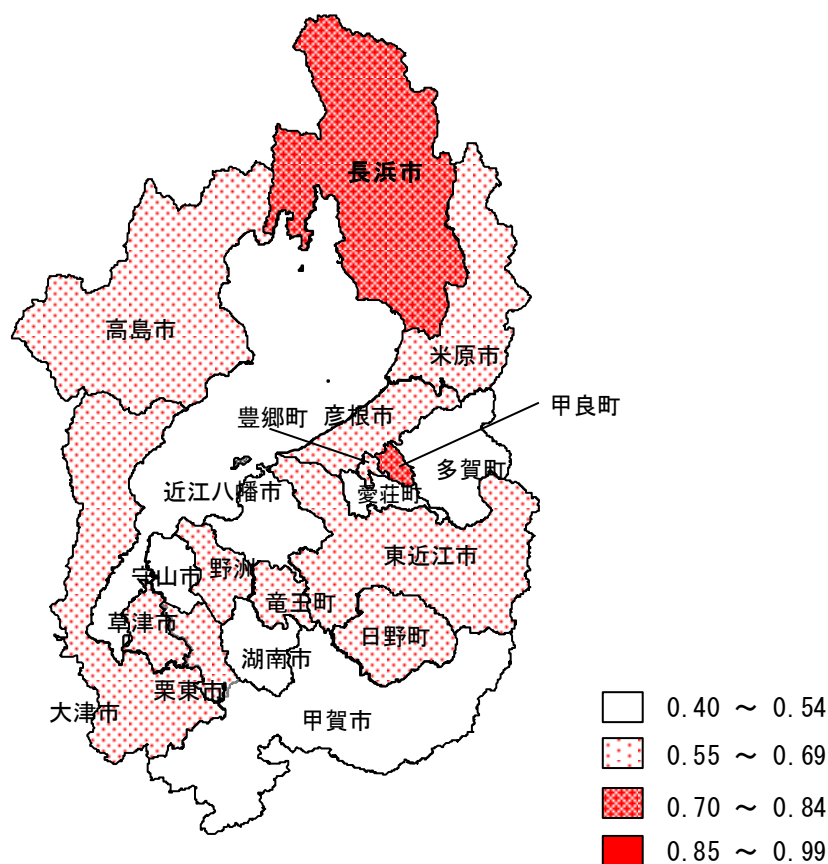 長浜市
高島市
米原市
豊郷町
彦根市
甲良町
近江八幡市
愛荘町
多賀町
東近江市
守山市
野洲
竜王町
草津市
日野町
湖南市
栗東市
大津市
甲賀市
0.40 ～ 0.54
0.55 ～ 0.69
0.70 ～ 0.84
0.85 ～ 0.99